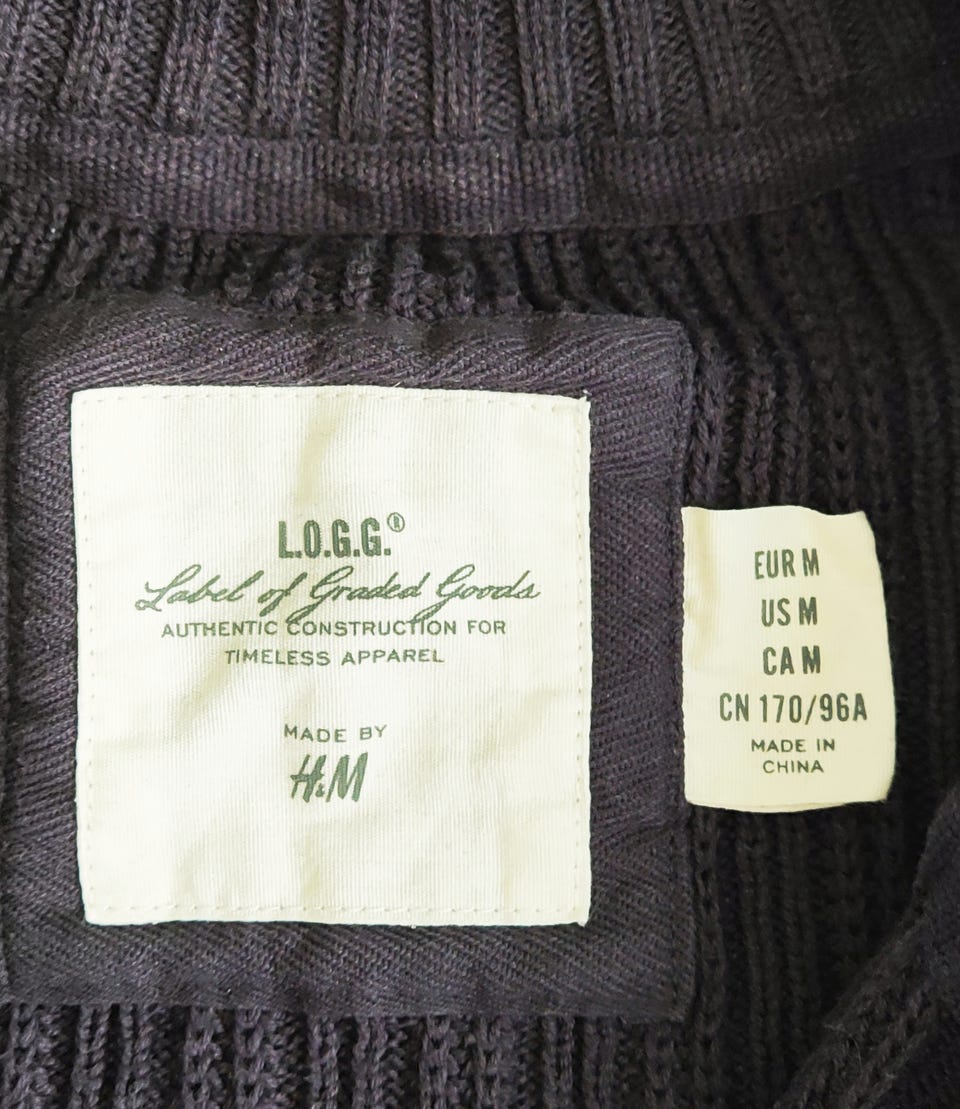 L.O.G.G.®
Label of Graded Goods
AUTHENTIC CONSTRUCTION FOR
TIMELESS APPAREL
MADE BY
H&M
EUR M
US M
CA M
CN 170/96A
MADE IN
CHINA